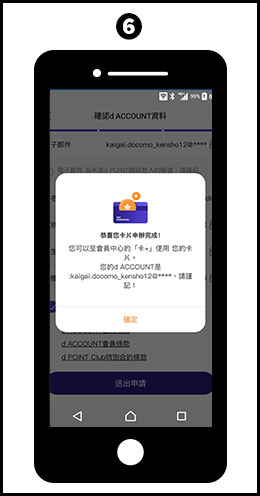 6
99%
確認d ACCOUNT資料
子郵件 kaigai.docomo_kensho12@****
恭喜您卡片申辦完成!
您可以至會員中心的「卡+」使用 您的卡
片。
您的d ACCOUNT是
:kaigai.docomo_kensho12@****、請謹
記!
確定
d ACCOUNT會員條款
d POINT Club特別合約條款
送出申請